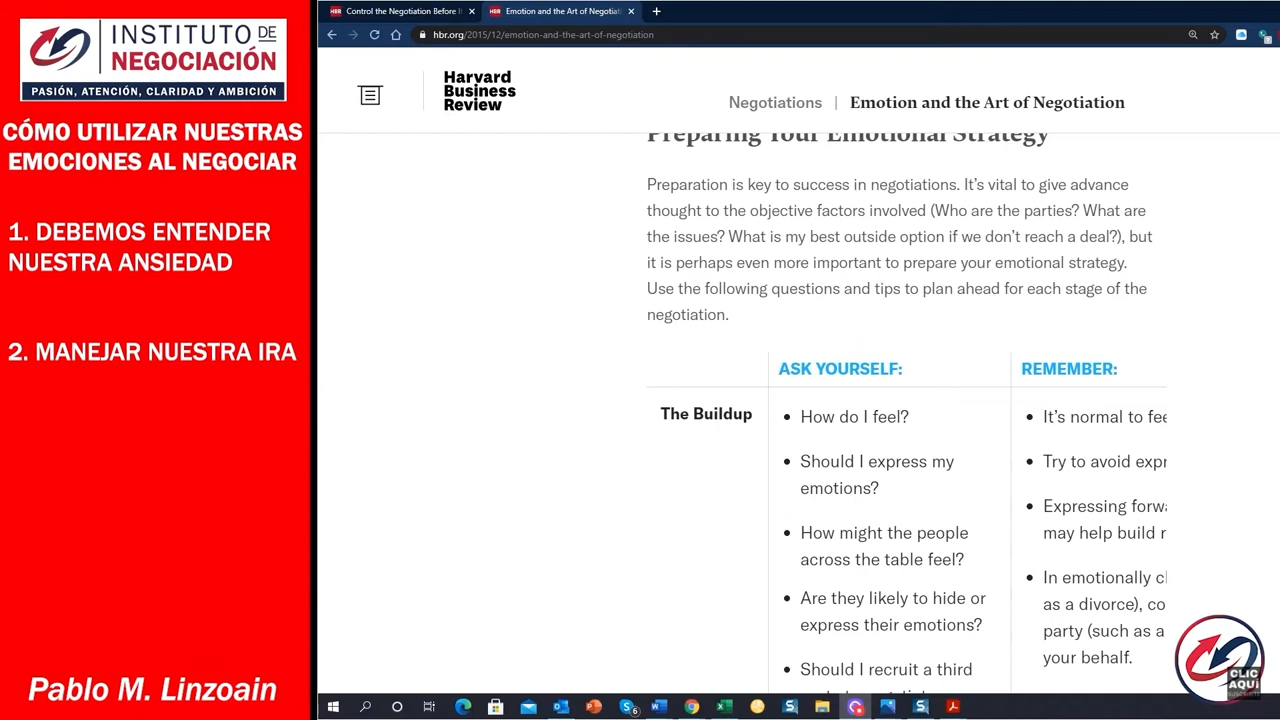 INSTITUTO DE
NEGOCIACIÓN
PASIÓN, ATENCIÓN, CLARIDAD Y AMBICIÓN
CÓMO UTILIZAR NUESTRAS
EMOCIONES AL NEGOCIAR
1. DEBEMOS ENTENDER
NUESTRA ANSIEDAD
2. MANEJAR NUESTRA IRA
Pablo M. Linzoain
HBR Control the Negotiation Before I
HBR Emotion and the Art of Negotiati
hbr.org/2015/12/emotion-and-the-art-of-negotiation
Harvard
Business
Review
Negotiations | Emotion and the Art of Negotiation
Preparing Your Emotional Strategy
Preparation is key to success in negotiations. It's vital to give advance
thought to the objective factors involved (Who are the parties? What are
the issues? What is my best outside option if we don't reach a deal?), but
it is perhaps even more important to prepare your emotional strategy.
Use the following questions and tips to plan ahead for each stage of the
negotiation.
ASK YOURSELF:
REMEMBER:
The Buildup
• How do I feel?
• Should I express my
emotions?
• How might the people
across the table feel?
• Are they likely to hide or
express their emotions?
• Should I recruit a third
• It's normal to fee
• Try to avoid expr
• Expressing forwa
may help build r
• In emotionally cl
as a divorce), co
party (such as a
your behalf.
CLIC
AQUÍ